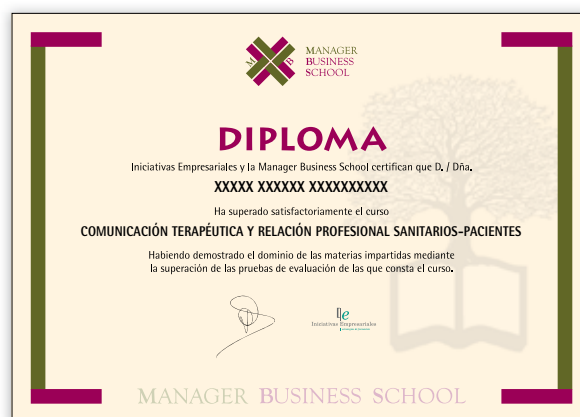 M B
MANAGER
BUSINESS
SCHOOL
DIPLOMA
Iniciativas Empresariales y la Manager Business School certifican que D. / Dña.
XXXXX XXXXXX XXXXXXXXXX
Ha superado satisfactoriamente el curso
COMUNICACIÓN TERAPÉUTICA Y RELACIÓN PROFESIONAL SANITARIOS-PACIENTES
Habiendo demostrado el dominio de las materias impartidas mediante
la superación de las pruebas de evaluación de las que consta el curso.
Ie
Iniciativas Empresariales
MANAGER BUSINESS SCHOOL